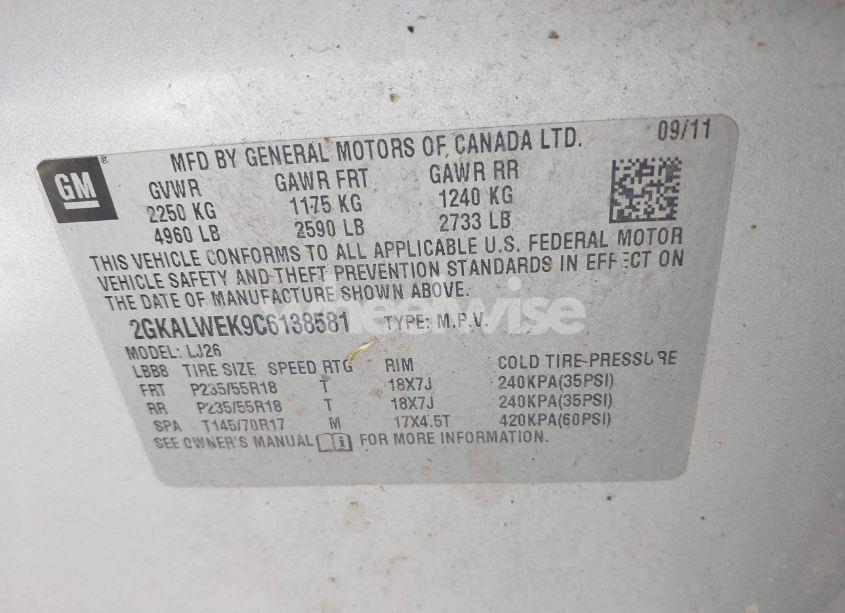 GM
MFD BY GENERAL MOTORS OF CANADA LTD. 09/11
GVWR GAWR FRT GAWR RR
2250 KG 1175 KG 1240 KG
4960 LB 2590 LB 2733 LB
THIS VEHICLE CONFORMS TO ALL APPLICABLE U.S. FEDERAL MOTOR
VEHICLE SAFETY AND THEFT PREVENTION STANDARDS IN EFFECT ON
THE DATE OF MANUFACTURE SHOWN ABOVE.
2GKALWEK9C6138581 TYPE: M.P.V.
MODEL: LJ26
LBB8 TIRE SIZE SPEED RTG RIM COLD TIRE PRESSURE
FRT P235/55R18 T 18X7J 240KPA(35PSI)
RR P235/55R18 T 18X7J 240KPA(35PSI)
SPA T145/70R17 M 17X4.5T 420KPA(60PSI)
SEE OWNER'S MANUAL i FOR MORE INFORMATION.